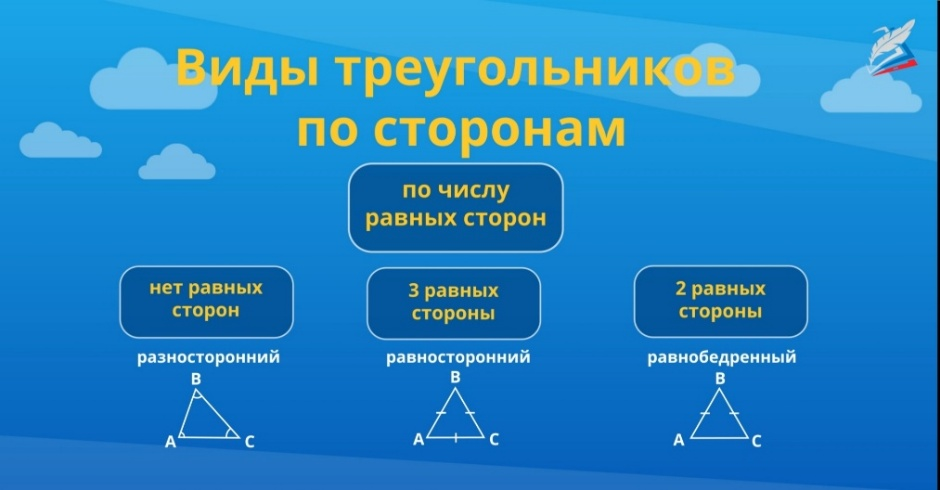 Виды треугольников
по сторонам
по числу
равных сторон
нет равных
сторон
разносторонний
B
A
C
3 равных
стороны
равносторонний
B
A
C
2 равных
стороны
равнобедренный
B
A
C